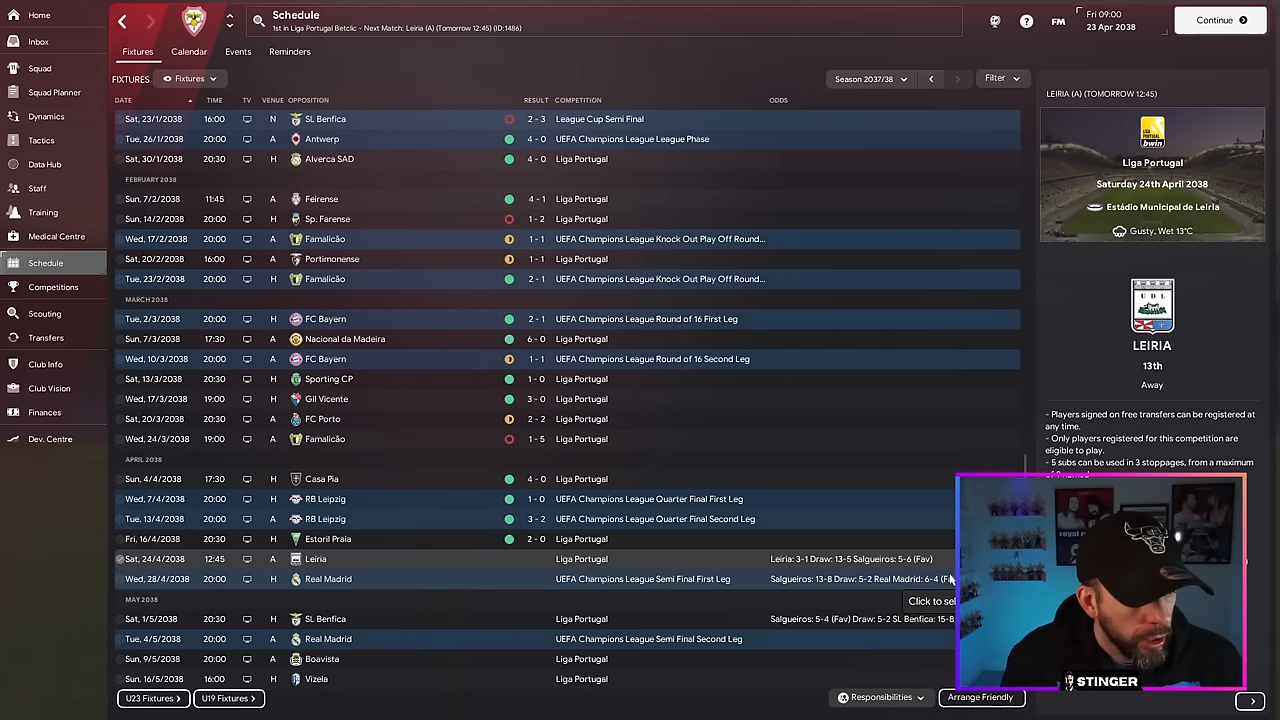 Home
Inbox
Squad
Squad Planner
Dynamics
Tactics
Data Hub
Staff
Training
Medical Centre
Schedule
Competitions
Scouting
Transfers
Club Info
Club Vision
Finances
Dev. Centre
Schedule
1st in Liga Portugal Betclic - Next Match: Leiria (A) (Tomorrow 12:45) (ID:1486)
FM
Fri 09:00
23 Apr 2038
Continue
Fixtures Calendar Events Reminders
FIXTURES Fixtures Season 2037/38 Filter
DATE TIME TV VENUE OPPOSITION RESULT COMPETITION ODDS
Sat, 23/1/2038 16:00 N SL Benfica 2 - 3 League Cup Semi Final
Tue, 26/1/2038 20:00 A Antwerp 4 - 0 UEFA Champions League League Phase
Sat, 30/1/2038 20:30 H Alverca SAD 4 - 0 Liga Portugal
FEBRUARY 2038
Sun, 7/2/2038 11:45 A Feirense 4 - 1 Liga Portugal
Sun, 14/2/2038 20:00 H Sp. Farense 1 - 2 Liga Portugal
Wed, 17/2/2038 20:00 A Famalicão 1 - 1 UEFA Champions League Knock Out Play Off Round...
Sat, 20/2/2038 16:00 A Portimonense 1 - 1 Liga Portugal
Tue, 23/2/2038 20:00 H Famalicão 2 - 1 UEFA Champions League Knock Out Play Off Round...
MARCH 2038
Tue, 2/3/2038 20:00 H FC Bayern 2 - 1 UEFA Champions League Round of 16 First Leg
Sun, 7/3/2038 17:30 A Nacional da Madeira 6 - 0 Liga Portugal
Wed, 10/3/2038 20:00 A FC Bayern 1 - 1 UEFA Champions League Round of 16 Second Leg
Sat, 13/3/2038 20:30 H Sporting CP 1 - 0 Liga Portugal
Wed, 17/3/2038 19:00 H Gil Vicente 3 - 0 Liga Portugal
Sat, 20/3/2038 20:30 A FC Porto 2 - 2 Liga Portugal
Wed, 24/3/2038 19:00 A Famalicão 1 - 5 Liga Portugal
APRIL 2038
Sun, 4/4/2038 17:30 H Casa Pia 4 - 0 Liga Portugal
Wed, 7/4/2038 20:00 H RB Leipzig 1 - 0 UEFA Champions League Quarter Final First Leg
Tue, 13/4/2038 20:00 A RB Leipzig 3 - 2 UEFA Champions League Quarter Final Second Leg
Fri, 16/4/2038 20:30 H Estoril Praia 2 - 0 Liga Portugal
Sat, 24/4/2038 12:45 A Leiria Liga Portugal Leiria: 3-1 Draw: 13-5 Salgueiros: 5-6 (Fav)
Wed, 28/4/2038 20:00 H Real Madrid UEFA Champions League Semi Final First Leg Salgueiros: 13-8 Draw: 5-2 Real Madrid: 6-4
Click to
MAY 2038
Sat, 1/5/2038 20:30 H SL Benfica Liga Portugal Salgueiros: 5-4 (Fav) Draw: 5-2 SL Benfica: 15-8
Tue, 4/5/2038 20:00 A Real Madrid UEFA Champions League Semi Final Second Leg
Sun, 9/5/2038 20:00 A Boavista Liga Portugal
Sun, 16/5/2038 16:00 H Vizela Liga Portugal
U23 Fixtures > U19 Fixtures > Responsibilities Arrange Friendly
LEIRIA (A) (TOMORROW 12:45)
LIGA PORTUGAL
bwin
Liga Portugal
Saturday 24th April 2038
Estádio Municipal de Leiria
Gusty, Wet 13°C
U D L
LEIRIA
13th
Away
- Players signed on free transfers can be registered at
any time.
- Only players registered for this competition are
eligible to play.
- 5 subs can be used in 3 stoppages, from a maximum
STINGER